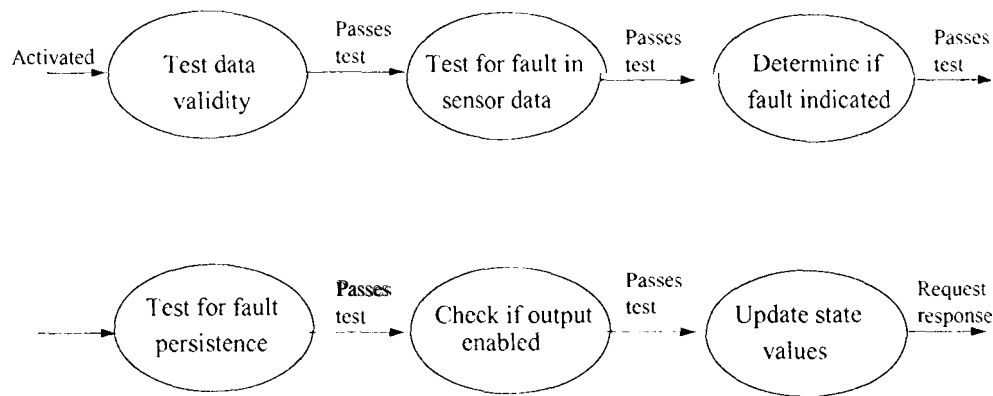 Activated
Test data
validity
Passes
test
Test for fault in
sensor data
Passes
test
Determine if
fault indicated
Passes
test
Test for fault
persistence
Passes
test
Check if output
enabled
Passes
test
Update state
values
Request
response